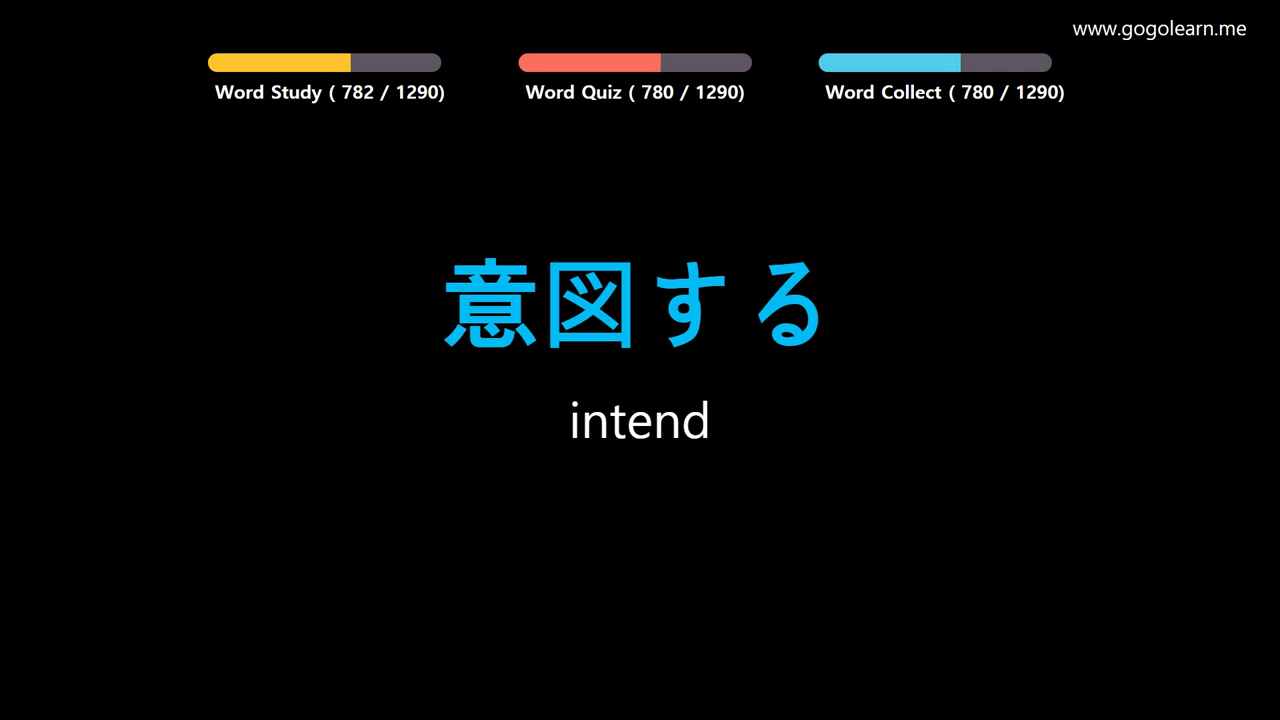 www.gogolearn.me
Word Study ( 782 / 1290)
Word Quiz ( 780 / 1290)
Word Collect ( 780 / 1290)
意図する
intend